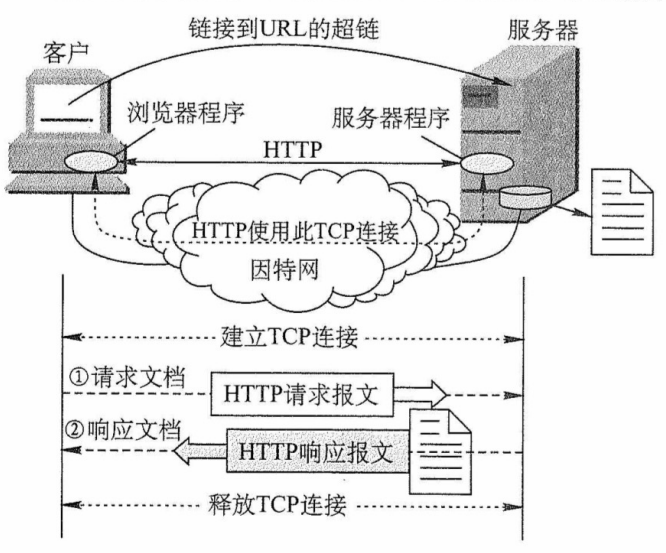 链接到URL的超链
客户
服务器
浏览器程序
服务器程序
HTTP
HTTP使用此TCP连接
因特网
建立TCP连接
①请求文档
HTTP请求报文
②响应文档
HTTP响应报文
释放TCP连接